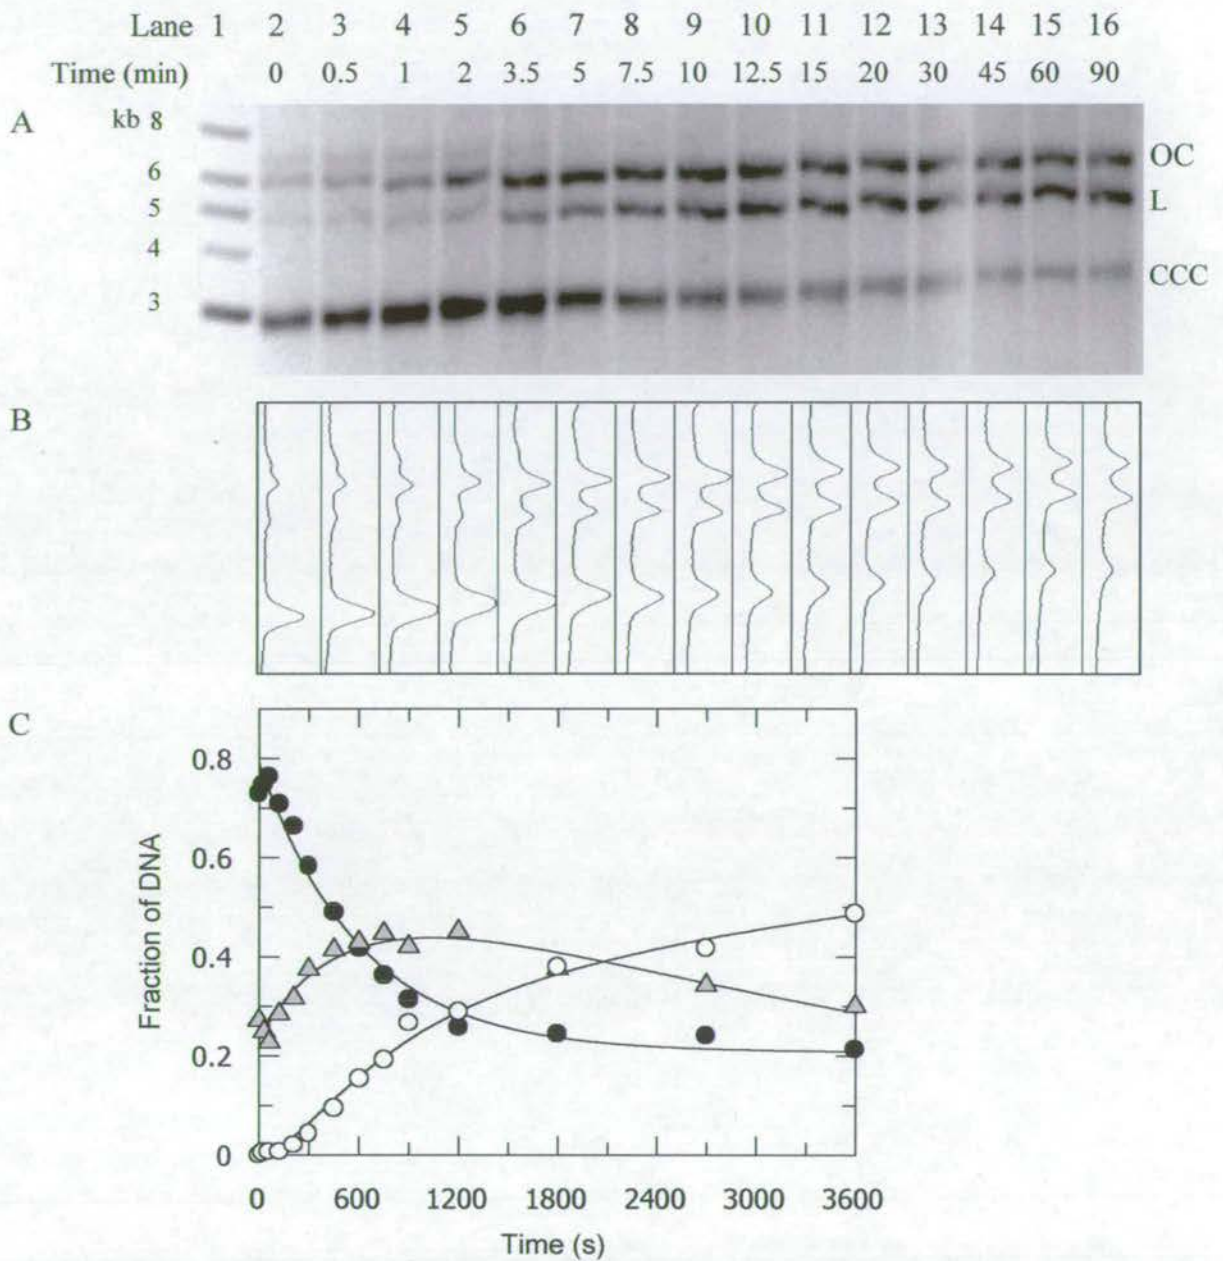 Lane 1 2 3 4 5 6 7 8 9 10 11 12 13 14 15 16
Time (min) 0 0.5 1 2 3.5 5 7.5 10 12.5 15 20 30 45 60 90
A
kb 8
6
5
4
3
OC
L
CCC
B
C
0.8
0.6
0.4
0.2
0
Fraction of DNA
0 600 1200 1800 2400 3000 3600
Time (s)